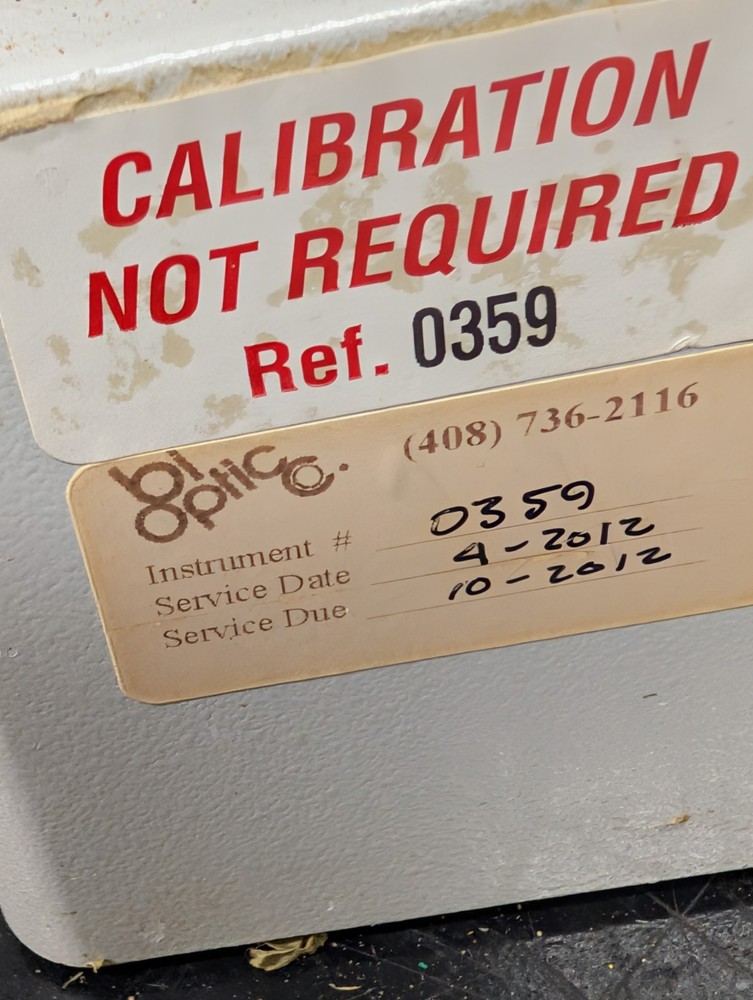 CALIBRATION
NOT REQUIRED
Ref. 0359
bi
optic
(408) 736-2116
Instrument # 0359
Service Date 4-2012
Service Due 10-2012